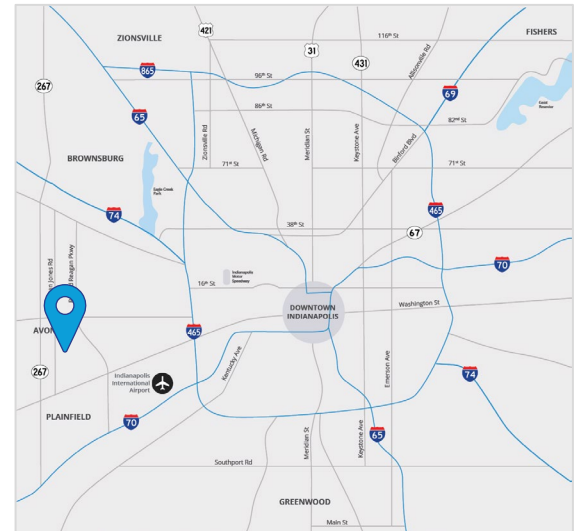 421
ZIONSVILLE
116th St
FISHERS
31
431
Allisonville Rd
865
96th St
267
69
65
86th St
82nd St
Zionsville Rd
Michigan Rd
Meridian St
Keystone Ave
Binford Blvd
BROWNSBURG
71st St
71st St
Eagle Creek
Park
74
465
38th St
67
70
Reagan Pkwy
Jones Rd
16th St
Indianapolis
Motor
Speedway
DOWNTOWN
INDIANAPOLIS
Washington St
AVON
465
267
Indianapolis
International
Airport
Kentucky Ave
Emerson Ave
74
PLAINFIELD
70
Meridian St
Keystone Ave
65
Southport Rd
GREENWOOD
Main St